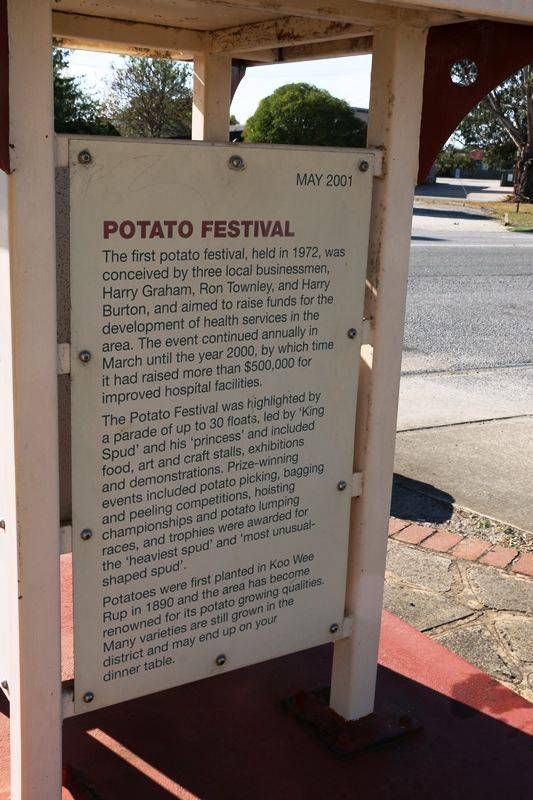 MAY 2001
POTATO FESTIVAL
The first potato festival, held in 1972, was
conceived by three local businessmen,
Harry Graham, Ron Townley, and Harry
Burton, and aimed to raise funds for the
development of health services in the
area. The event continued annually in
March until the year 2000, by which time
it had raised more than $500,000 for
improved hospital facilities.
The Potato Festival was highlighted by
a parade of up to 30 floats, led by ‘King
Spud’ and his ‘princess’ and included
food, art and craft stalls, exhibitions
and demonstrations. Prize-winning
events included potato picking, bagging
and peeling competitions, hoisting
championships and potato lumping
races, and trophies were awarded for
the ‘heaviest spud’ and ‘most unusual-
shaped spud’.
Potatoes were first planted in Koo Wee
Rup in 1890 and the area has become
renowned for its potato growing qualities.
Many varieties are still grown in the
district and may end up on your
dinner table.